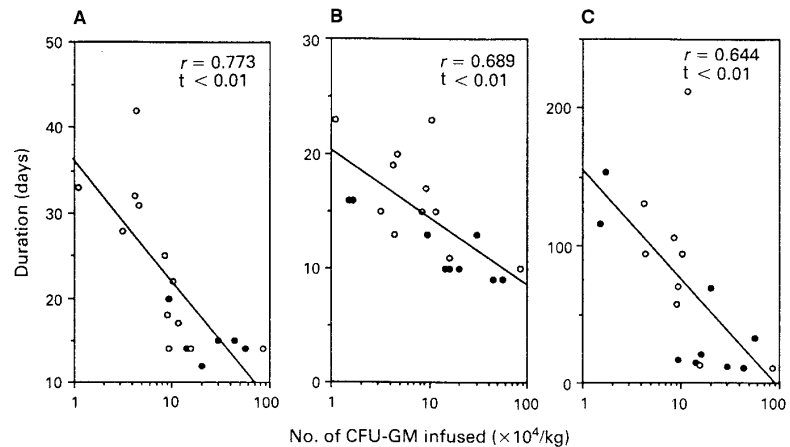 A
B
C
50
40
30
20
10
r = 0.773
t < 0.01
30
20
10
0
r = 0.689
t < 0.01
200
100
0
r = 0.644
t < 0.01
Duration (days)
1 10 100
1 10 100
1 10 100
No. of CFU-GM infused (×10⁴/kg)